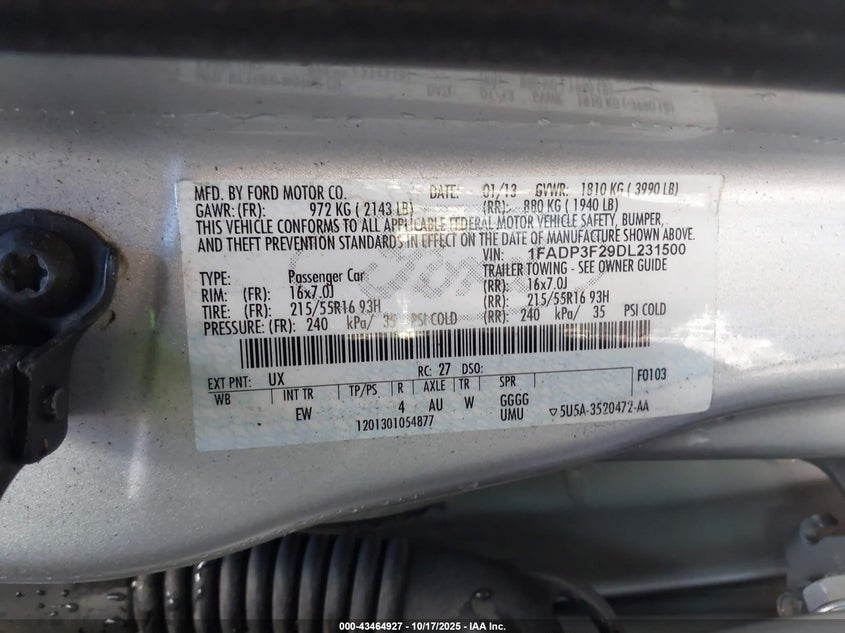 MFD. BY FORD MOTOR CO. DATE: 01/13 GVWR: 1810 KG ( 3990 LB)
GAWR: (FR): 972 KG ( 2143 LB) (RR): 880 KG ( 1940 LB)
THIS VEHICLE CONFORMS TO ALL APPLICABLE FEDERAL MOTOR VEHICLE SAFETY, BUMPER,
AND THEFT PREVENTION STANDARDS IN EFFECT ON THE DATE OF MANUFACTURE SHOWN ABOVE.
VIN: 1FADP3F29DL231500
TYPE: Passenger Car TRAILER TOWING - SEE OWNER GUIDE
RIM: (FR): 16x7.0J (RR): 16x7.0J
TIRE: (FR): 215/55R16 93H (RR): 215/55R16 93H
PRESSURE: (FR): 240 kPa/ 35 PSI COLD (RR): 240 kPa/ 35 PSI COLD
EXT PNT: UX RC: 27 DSO: F0103
WB INT TR TP/PS R AXLE TR SPR
EW 4 AU W GGGG
UMU ▽5U5A-3520472-AA
1201301054877
000-43464927 - 10/17/2025 - IAA Inc.